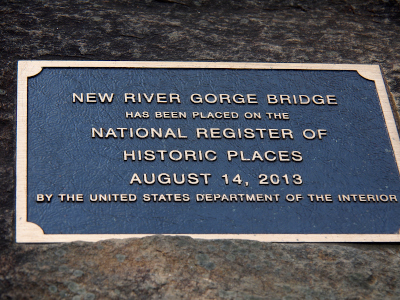 NEW RIVER GORGE BRIDGE
HAS BEEN PLACED ON THE
NATIONAL REGISTER OF
HISTORIC PLACES
AUGUST 14, 2013
BY THE UNITED STATES DEPARTMENT OF THE INTERIOR